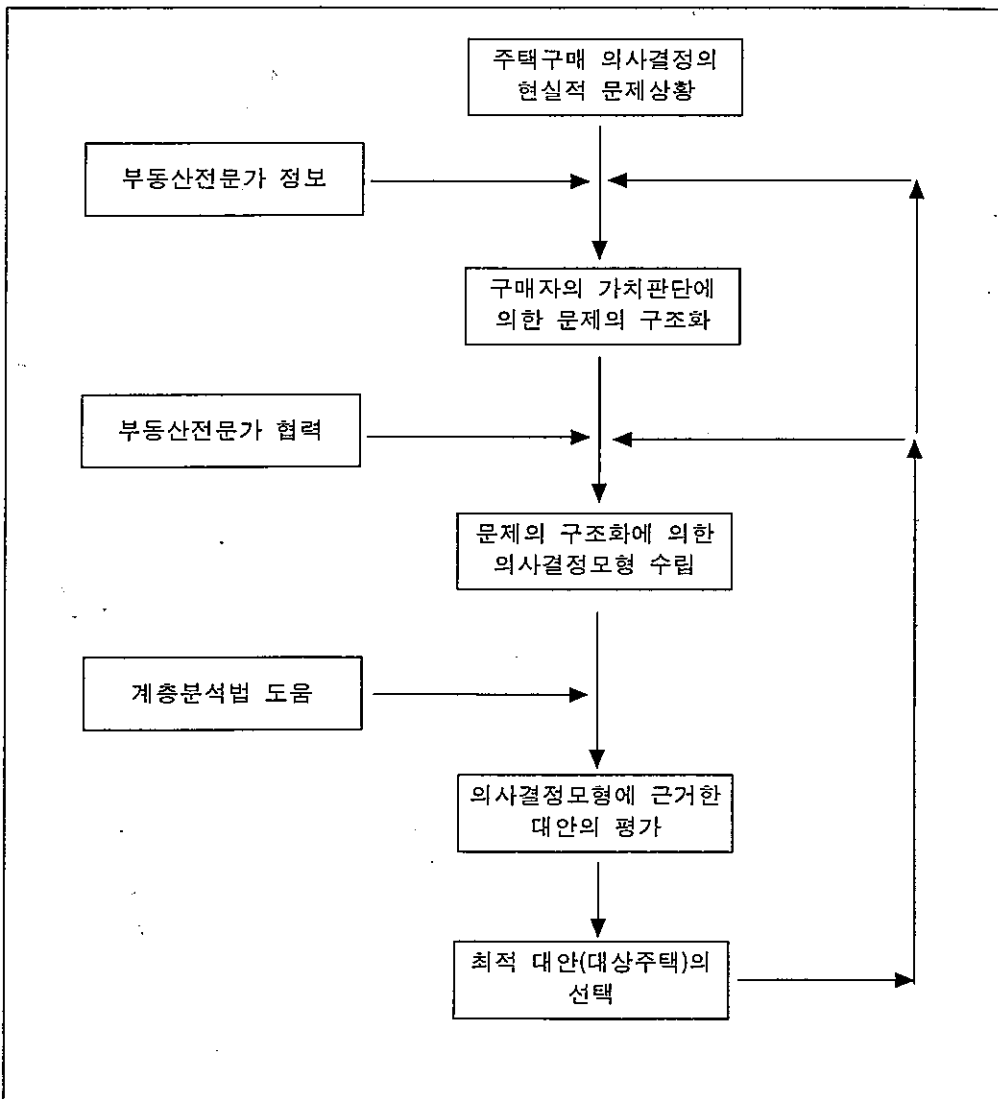 주택구매 의사결정의
현실적 문제상황
부동산전문가 정보
구매자의 가치판단에
의한 문제의 구조화
부동산전문가 협력
문제의 구조화에 의한
의사결정모형 수립
계층분석법 도움
의사결정모형에 근거한
대안의 평가
최적 대안(대상주택)의
선택